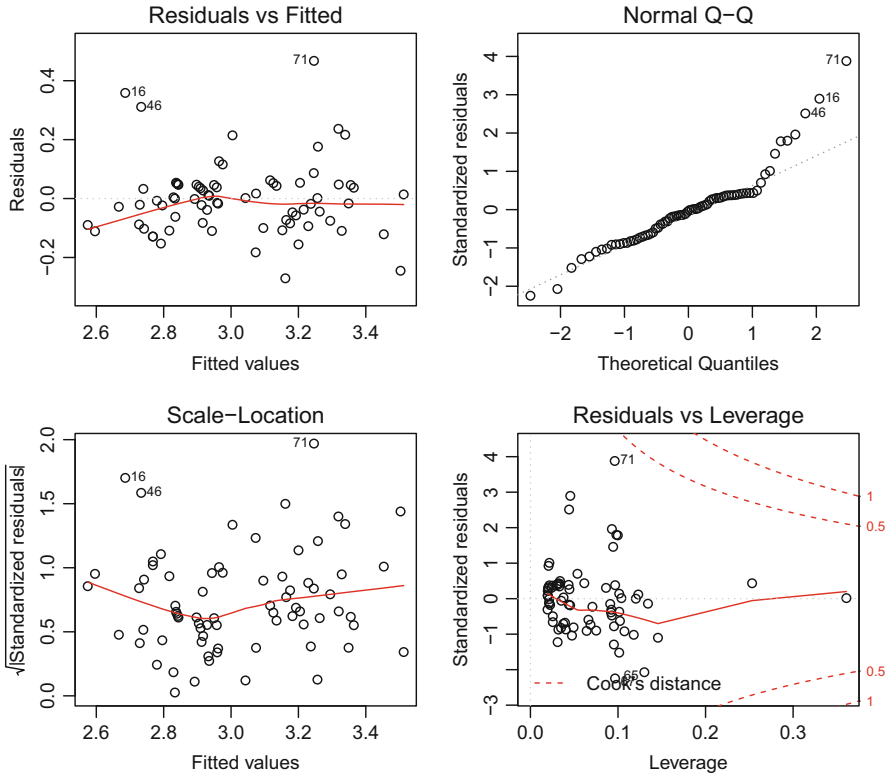 Residuals vs Fitted
Residuals
0.4
0.2
0.0
−0.2
71
16
46
2.6 2.8 3.0 3.2 3.4
Fitted values
Normal Q−Q
Standardized residuals
4
3
2
1
0
−1
−2
71
16
46
−2 −1 0 1 2
Theoretical Quantiles
Scale−Location
√|Standardized residuals|
2.0
1.5
1.0
0.5
0.0
71
16
46
2.6 2.8 3.0 3.2 3.4
Fitted values
Residuals vs Leverage
Standardized residuals
4
3
2
1
0
−1
−3
71
65
Cook's distance
1
0.5
0.5
1
0.0 0.1 0.2 0.3
Leverage